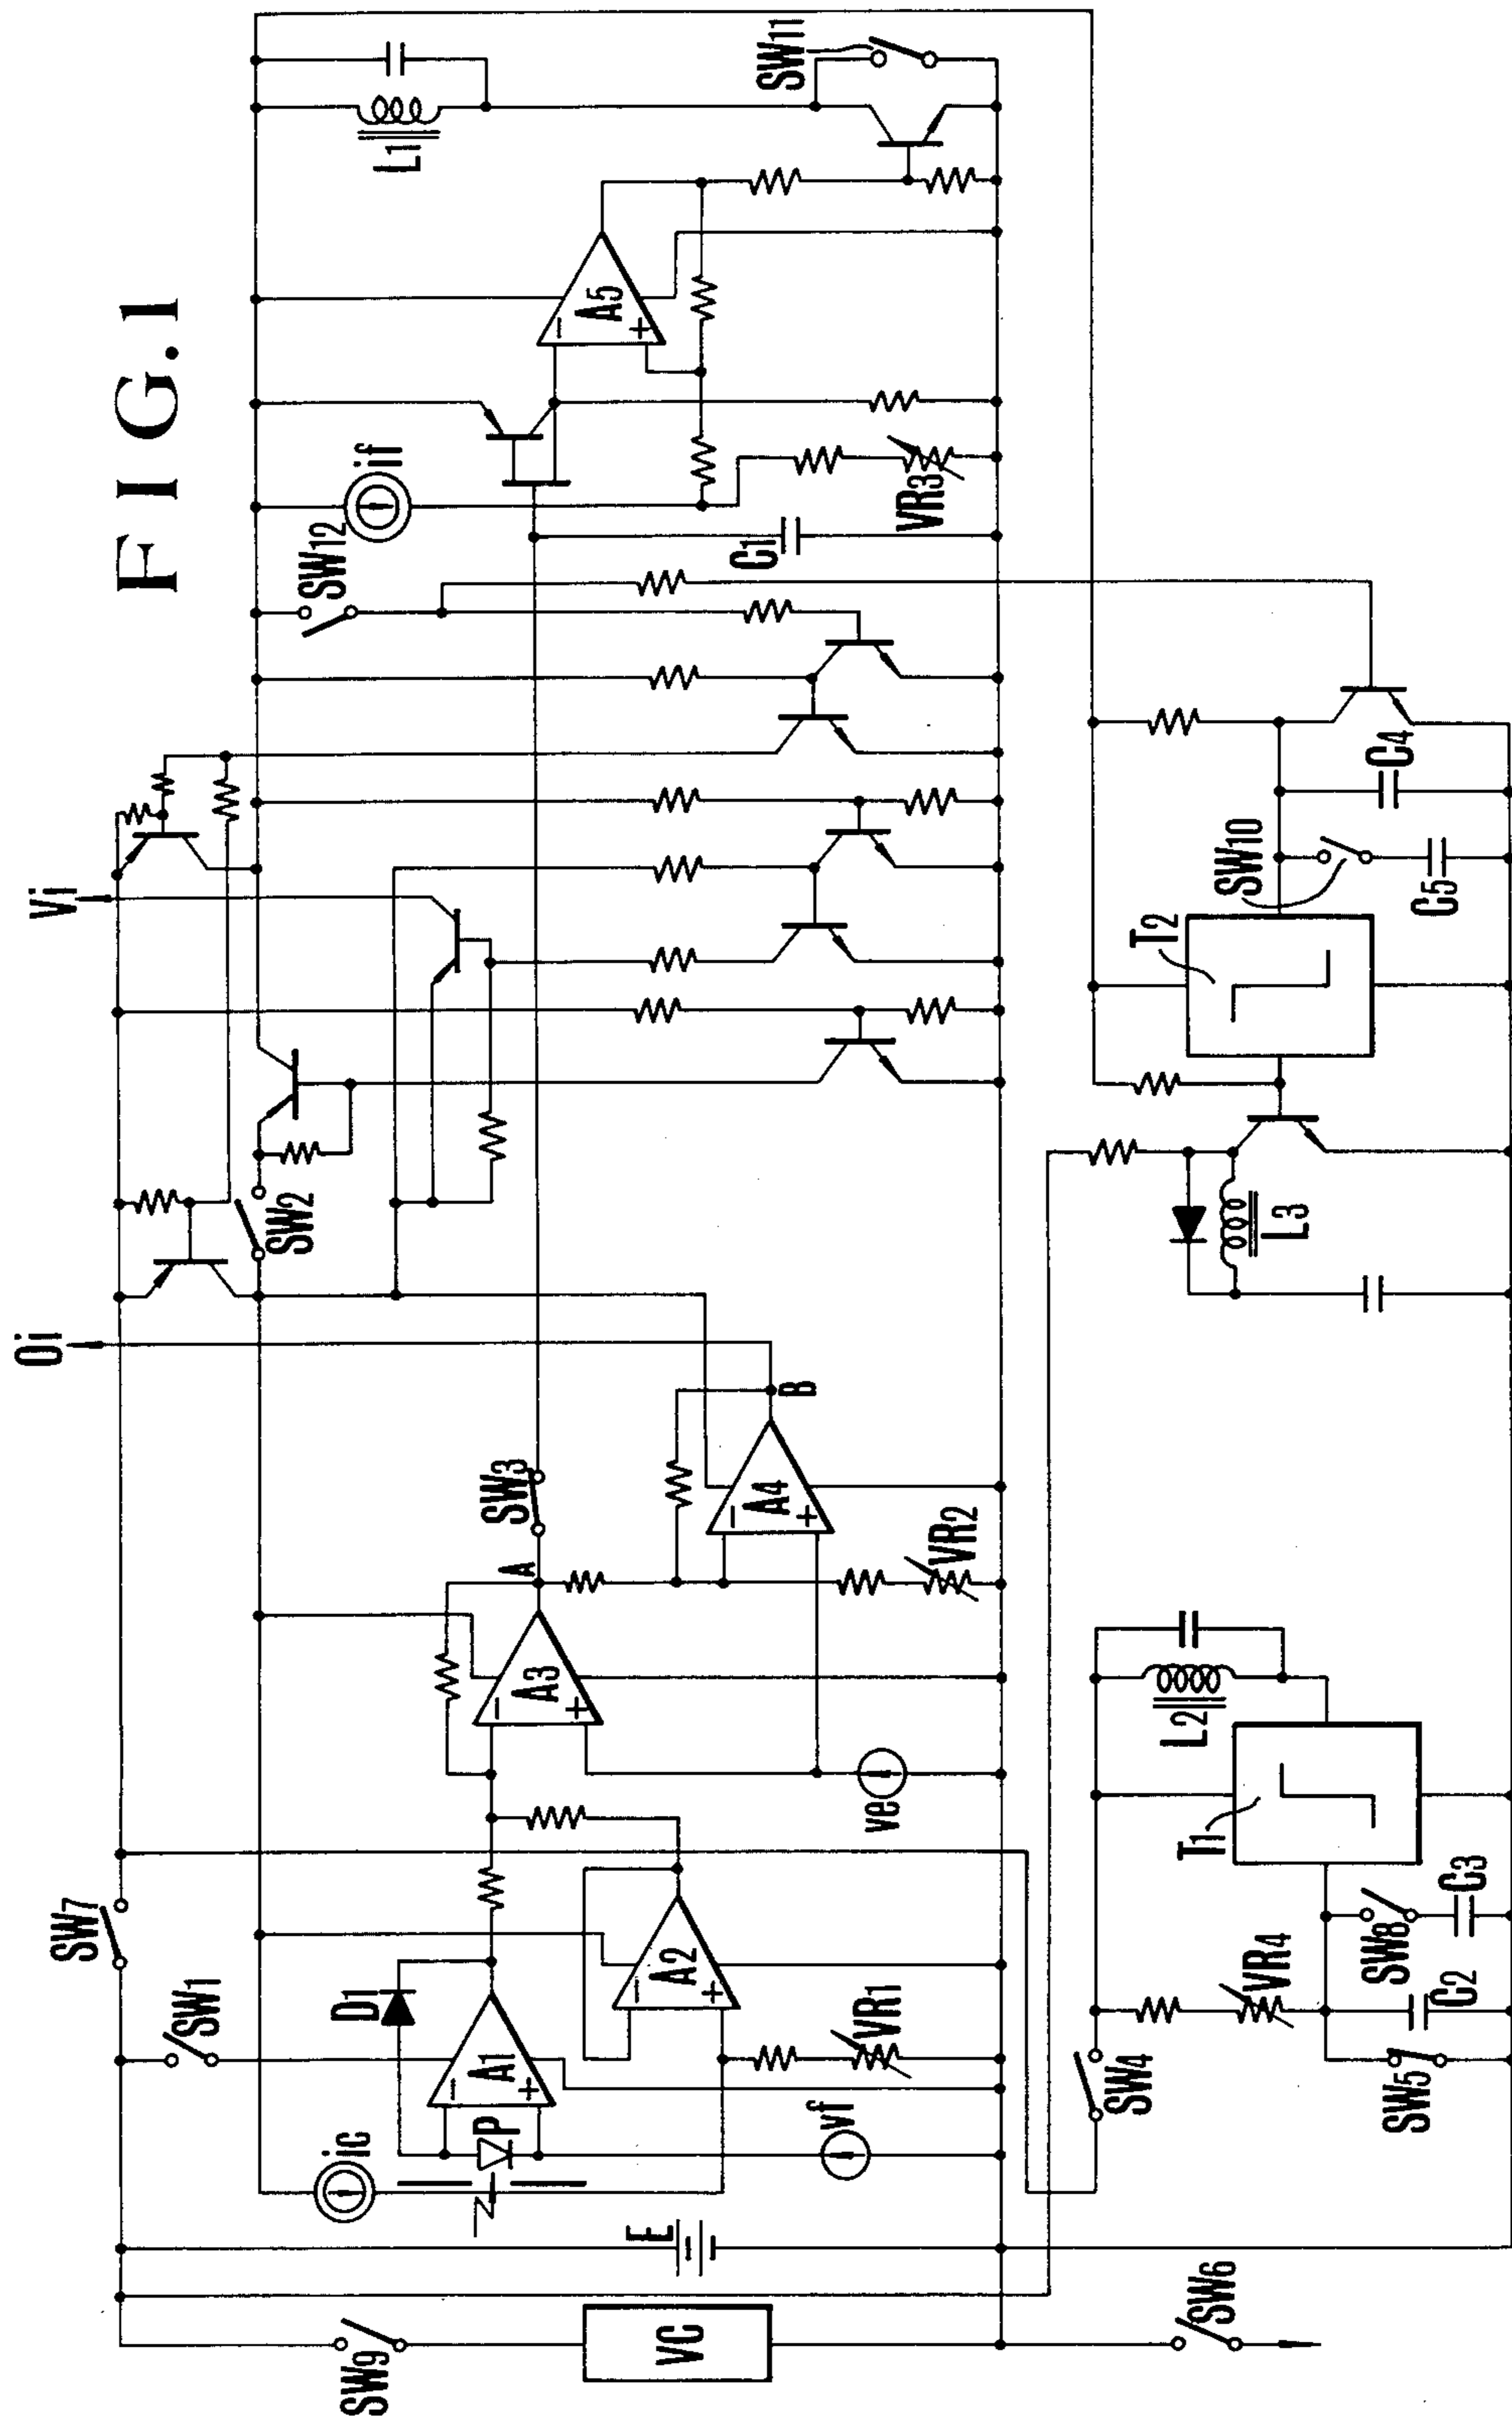 FIG.1
Vi
Oi
SW7
SW1
SW2
SW12
if
L1
SW11
D1
A1
P
ic
A2
VR1
vf
E
VC
SW9
SW6
A3
A
SW3
A4
B
VR2
ve
C1
VR3
A5
SW4
SW5
C2
VR4
SW8
C3
T1
L2
L3
T2
SW10
C5
C4
−
+
−
+
−
+
−
+
−
+